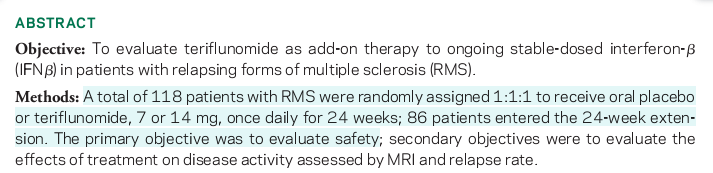 ABSTRACT
Objective: To evaluate teriflunomide as add-on therapy to ongoing stable-dosed interferon-β
(IFNβ) in patients with relapsing forms of multiple sclerosis (RMS).
Methods: A total of 118 patients with RMS were randomly assigned 1:1:1 to receive oral placebo
or teriflunomide, 7 or 14 mg, once daily for 24 weeks; 86 patients entered the 24-week exten-
sion. The primary objective was to evaluate safety; secondary objectives were to evaluate the
effects of treatment on disease activity assessed by MRI and relapse rate.